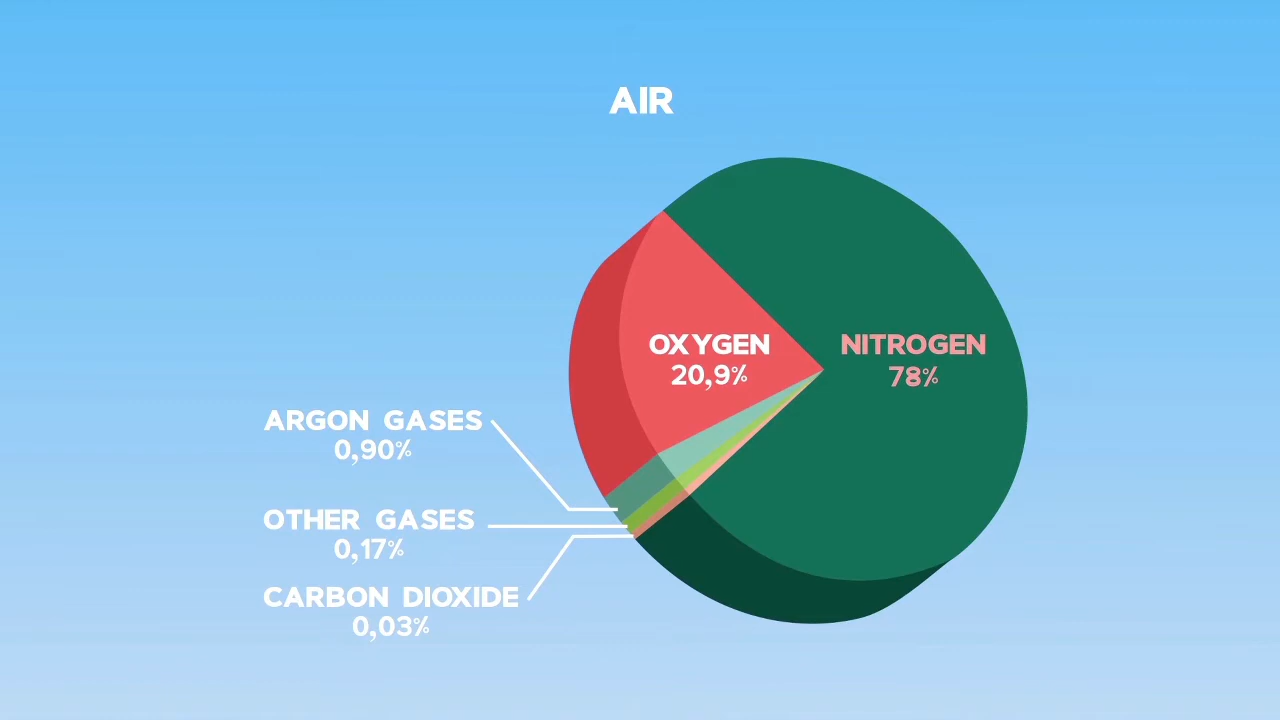 AIR
OXYGEN
20,9%
NITROGEN
78%
ARGON GASES
0,90%
OTHER GASES
0,17%
CARBON DIOXIDE
0,03%